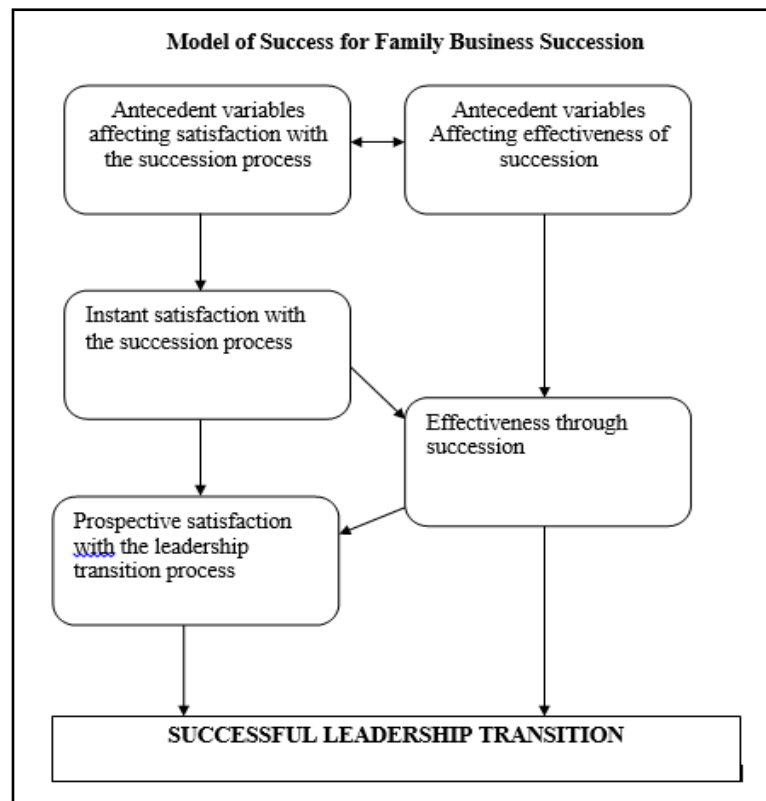 Model of Success for Family Business Succession
Antecedent variables
affecting satisfaction with
the succession process
Antecedent variables
Affecting effectiveness of
succession
Instant satisfaction with
the succession process
Effectiveness through
succession
Prospective satisfaction
with the leadership
transition process
SUCCESSFUL LEADERSHIP TRANSITION